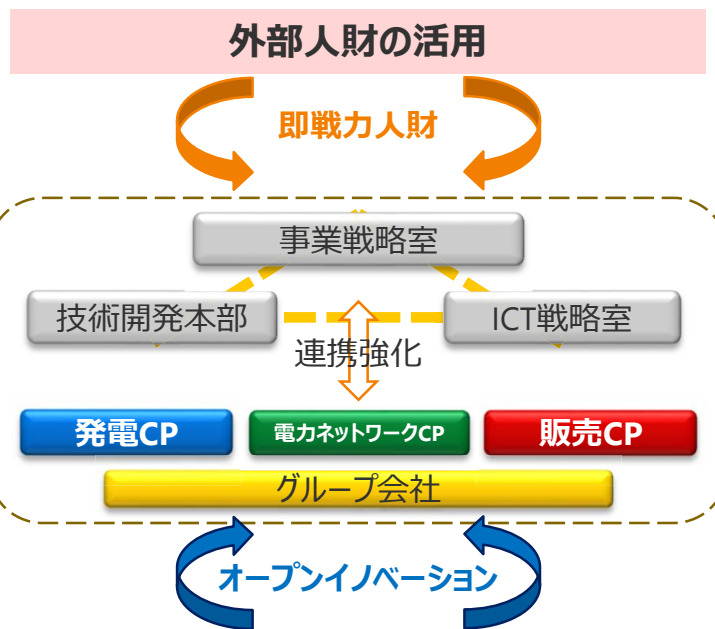 外部人財の活用
即戦力人財
事業戦略室
技術開発本部
ICT戦略室
連携強化
発電CP
電力ネットワークCP
販売CP
グループ会社
オープンイノベーション